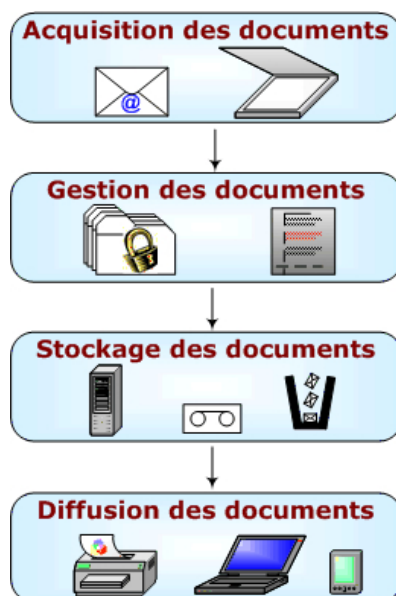 Acquisition des documents
@
Gestion des documents
Stockage des documents
Diffusion des documents